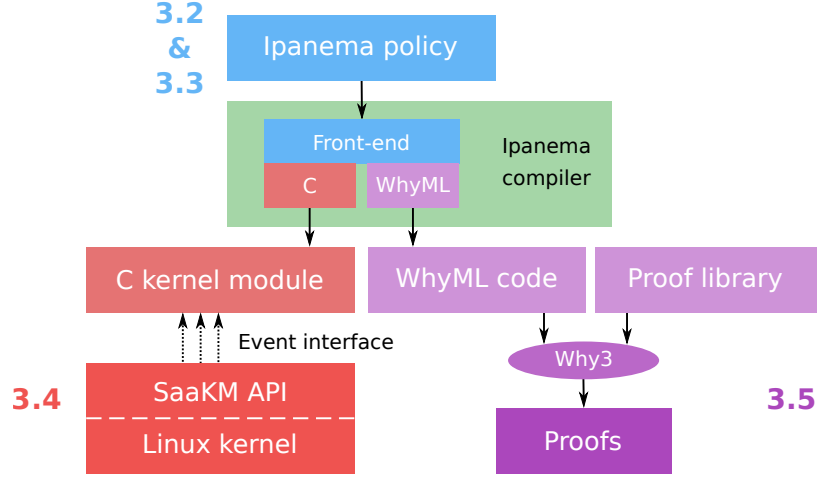 3.2
&
3.3
Ipanema policy
Front-end
C
WhyML
Ipanema
compiler
C kernel module
WhyML code
Proof library
Event interface
Why3
3.4
SaaKM API
Linux kernel
Proofs
3.5